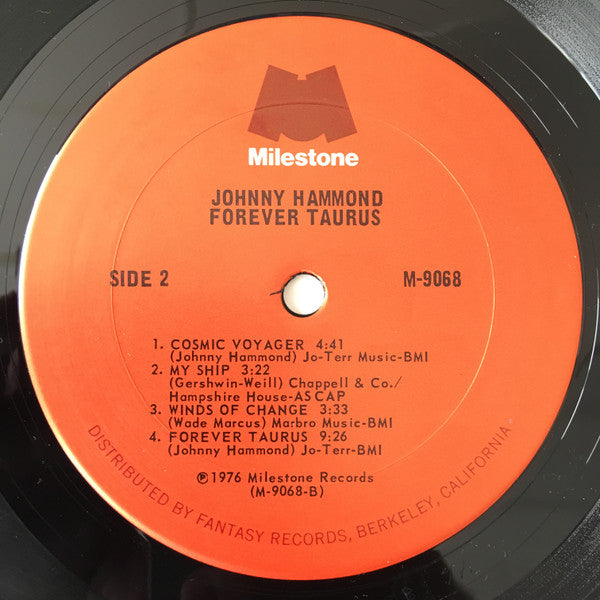 Milestone
JOHNNY HAMMOND
FOREVER TAURUS
SIDE 2
M-9068
1. COSMIC VOYAGER 4:41
(Johnny Hammond) Jo-Terr Music-BMI
2. MY SHIP 3:22
(Gershwin-Weill) Chappell & Co./
Hampshire House-ASCAP
3. WINDS OF CHANGE 3:33
(Wade Marcus) Marbro Music-BMI
4. FOREVER TAURUS 9:26
(Johnny Hammond) Jo-Terr-BMI
℗1976 Milestone Records
(M-9068-B)
DISTRIBUTED BY FANTASY RECORDS, BERKELEY, CALIFORNIA